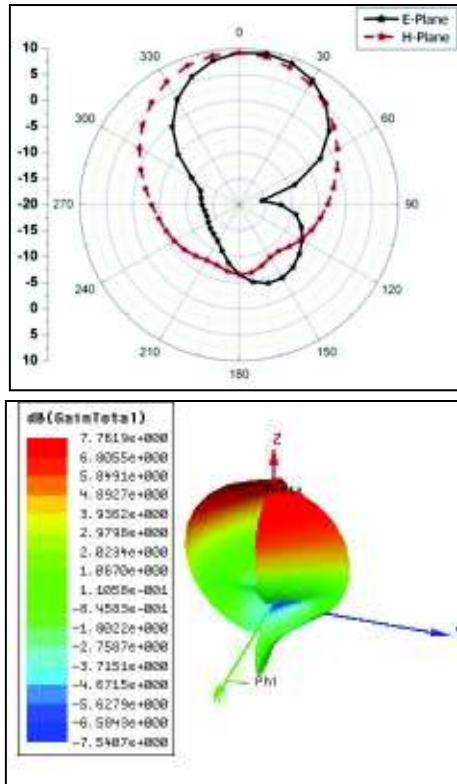 E-Plane
H-Plane
0
30
60
90
120
150
180
210
240
270
300
330
10
5
0
-5
-10
-15
-20
-15
-10
-5
0
5
10
dB(GainTotal)
7.7619e+000
6.8055e+000
5.8491e+000
4.8927e+000
3.9362e+000
2.9798e+000
2.0234e+000
1.0670e+000
1.1058e-001
-8.4583e-001
-1.8022e+000
-2.7587e+000
-3.7151e+000
-4.6715e+000
-5.6279e+000
-6.5843e+000
-7.5407e+000
Z
Phi